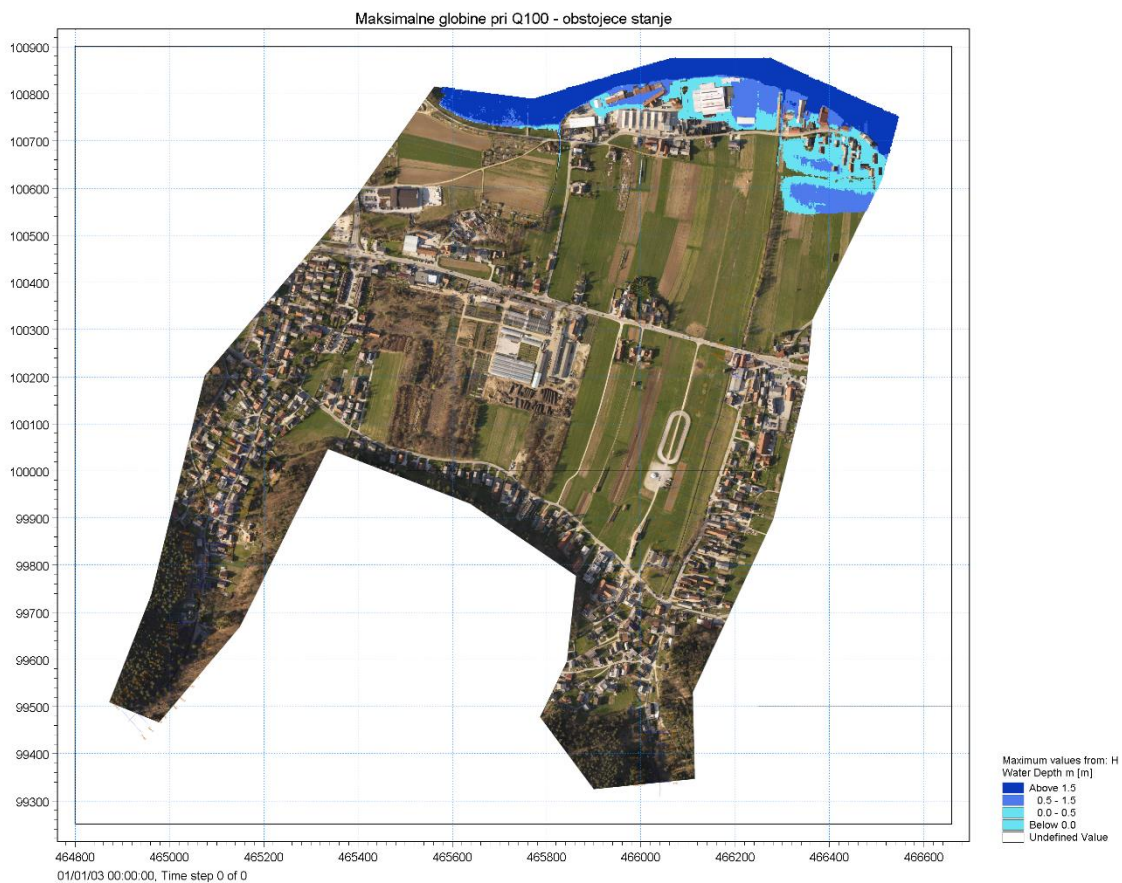 Maksimalne globine pri Q100 - obstojece stanje
100900
100800
100700
100600
100500
100400
100300
100200
100100
100000
99900
99800
99700
99600
99500
99400
99300
464800 465000 465200 465400 465600 465800 466000 466200 466400 466600
01/01/03 00:00:00, Time step 0 of 0
Maximum values from: H
Water Depth m [m]
Above 1.5
0.5 - 1.5
0.0 - 0.5
Below 0.0
Undefined Value